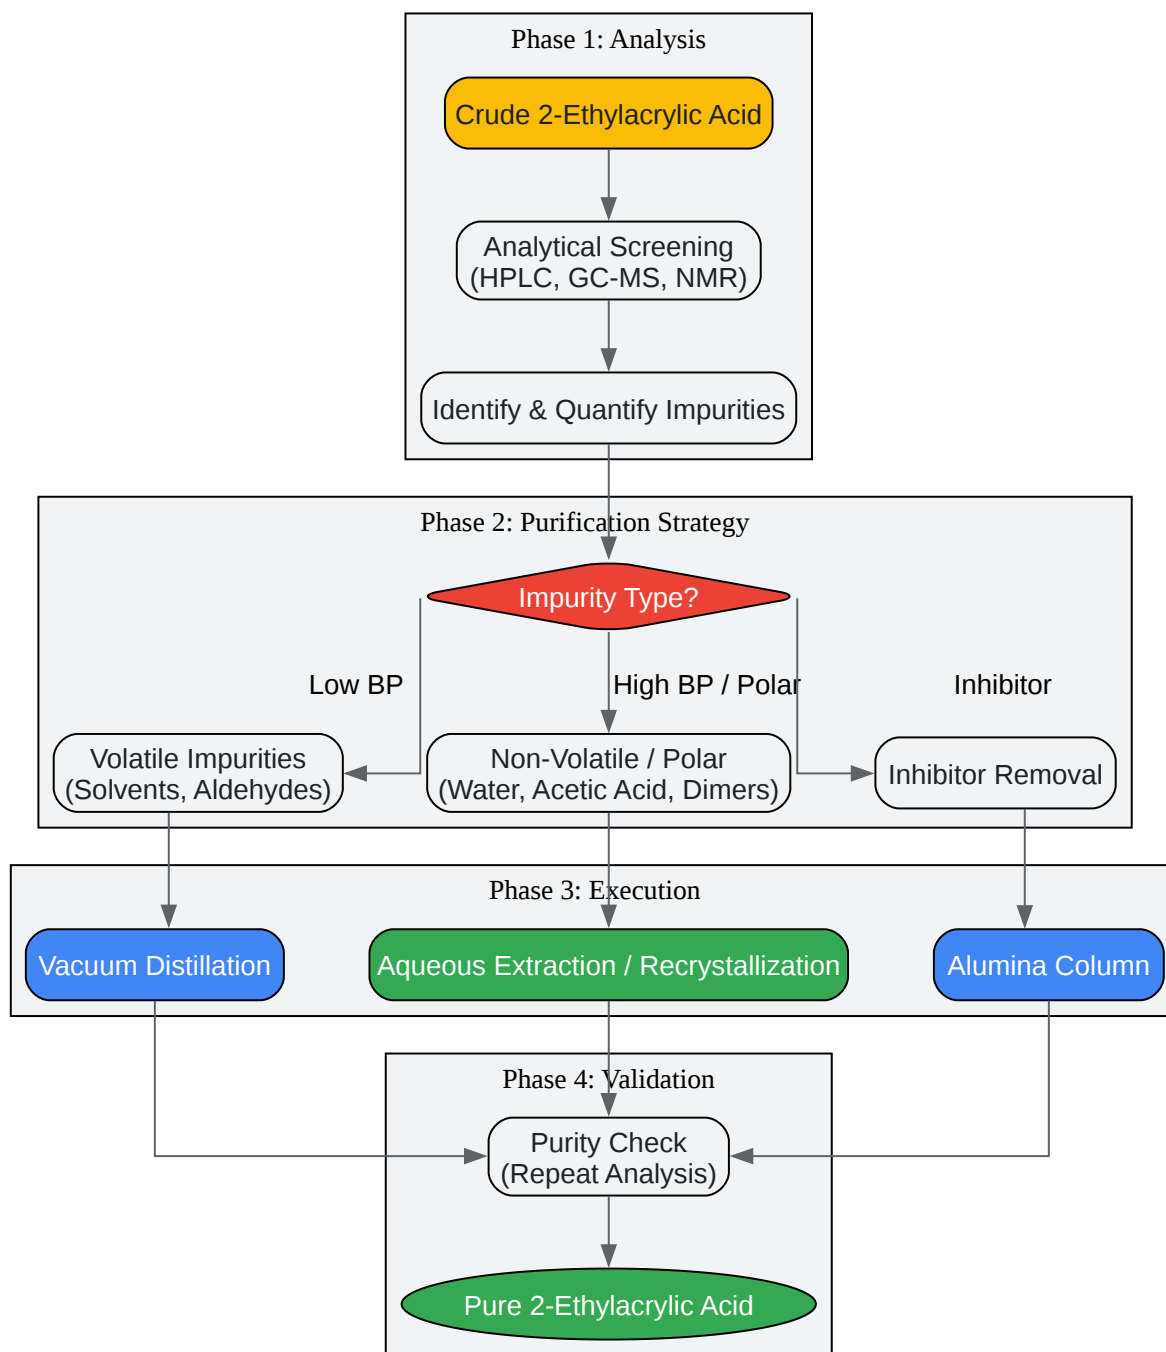 Phase 1: Analysis
Crude 2-Ethylacrylic Acid
Analytical Screening
(HPLC, GC-MS, NMR)
Identify & Quantify Impurities
Phase 2: Purification Strategy
Impurity Type?
Low BP
High BP / Polar
Inhibitor
Volatile Impurities
(Solvents, Aldehydes)
Non-Volatile / Polar
(Water, Acetic Acid, Dimers)
Inhibitor Removal
Phase 3: Execution
Vacuum Distillation
Aqueous Extraction / Recrystallization
Alumina Column
Phase 4: Validation
Purity Check
(Repeat Analysis)
Pure 2-Ethylacrylic Acid